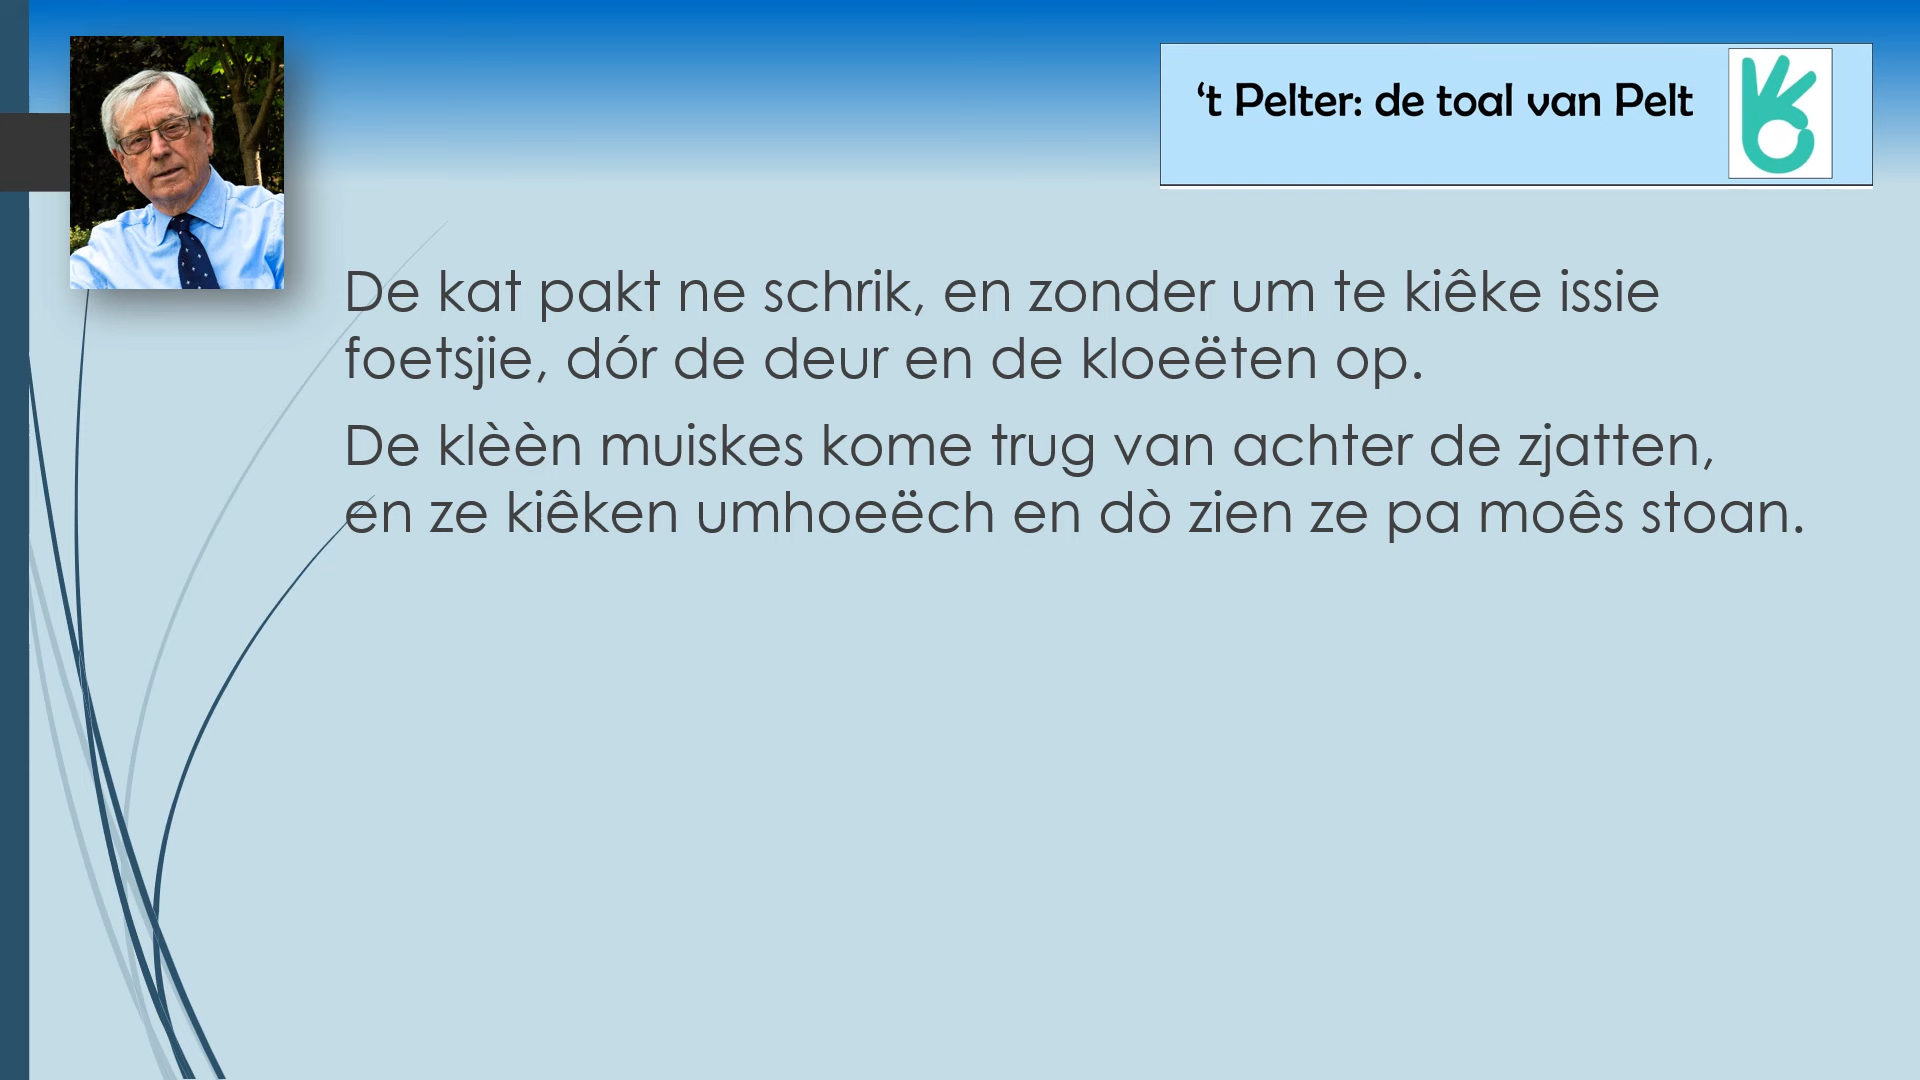 ‘t Pelter: de toal van Pelt
De kat pakt ne schrik, en zonder um te kiêke issie
foetsjie, dór de deur en de kloeëten op.
De klèèn muiskes kome trug van achter de zjatten,
en ze kiêken umhoeëch en dò zien ze pa moês stoan.